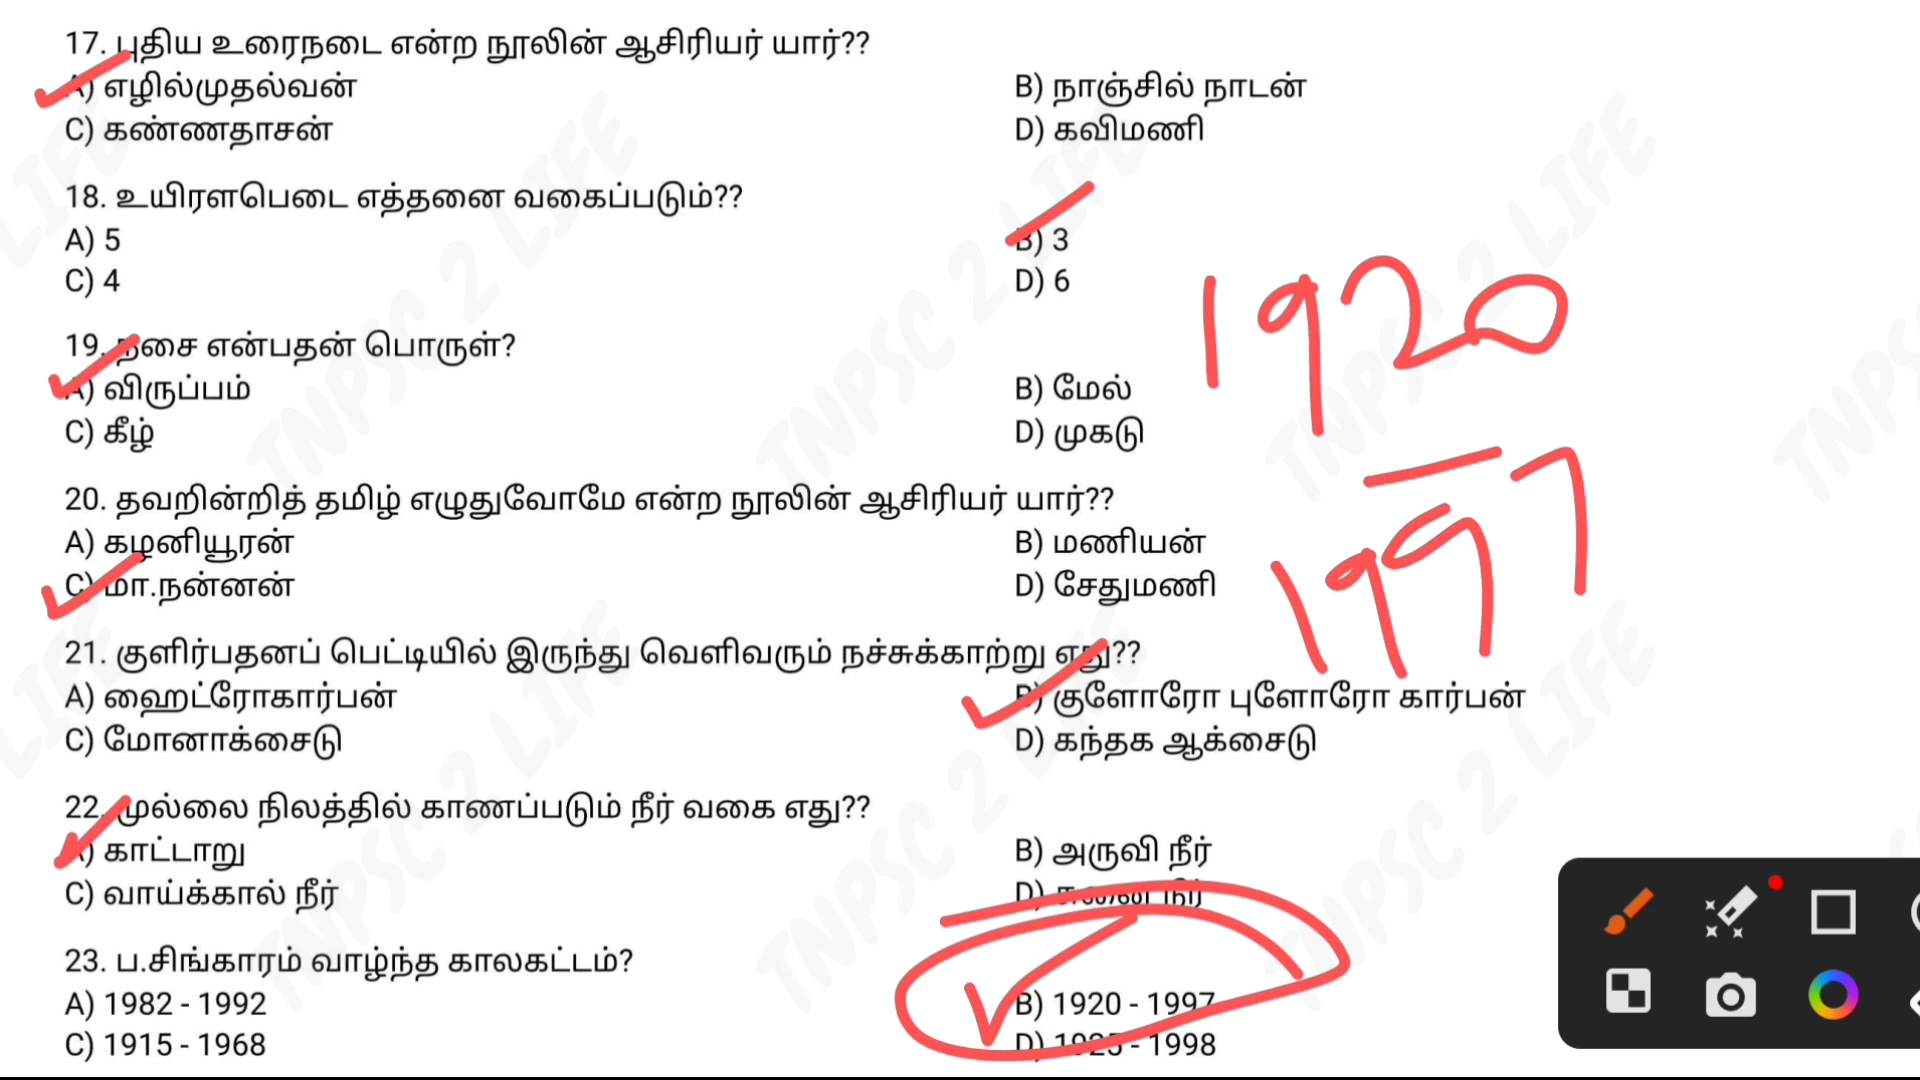 17. புதிய உரைநடை என்ற நூலின் ஆசிரியர் யார்??
A) எழில்முதல்வன்
B) நாஞ்சில் நாடன்
C) கண்ணதாசன்
D) கவிமணி
18. உயிரளபெடை எத்தனை வகைப்படும்??
A) 5
B) 3
C) 4
D) 6
1920
19. நசை என்பதன் பொருள்?
A) விருப்பம்
B) மேல்
C) கீழ்
D) முகடு
20. தவறின்றித் தமிழ் எழுதுவோமே என்ற நூலின் ஆசிரியர் யார்??
A) கழனியூரன்
B) மணியன்
C) மா.நன்னன்
D) சேதுமணி
1997
21. குளிர்பதனப் பெட்டியில் இருந்து வெளிவரும் நச்சுக்காற்று எது??
A) ஹைட்ரோகார்பன்
B) குளோரோ புளோரோ கார்பன்
C) மோனாக்சைடு
D) கந்தக ஆக்சைடு
22. முல்லை நிலத்தில் காணப்படும் நீர் வகை எது??
A) காட்டாறு
B) அருவி நீர்
C) வாய்க்கால் நீர்
D) சுனை நீர்
23. ப.சிங்காரம் வாழ்ந்த காலகட்டம்?
A) 1982 - 1992
B) 1920 - 1997
C) 1915 - 1968
D) 1925 - 1998
TNPSC 2 LIFE